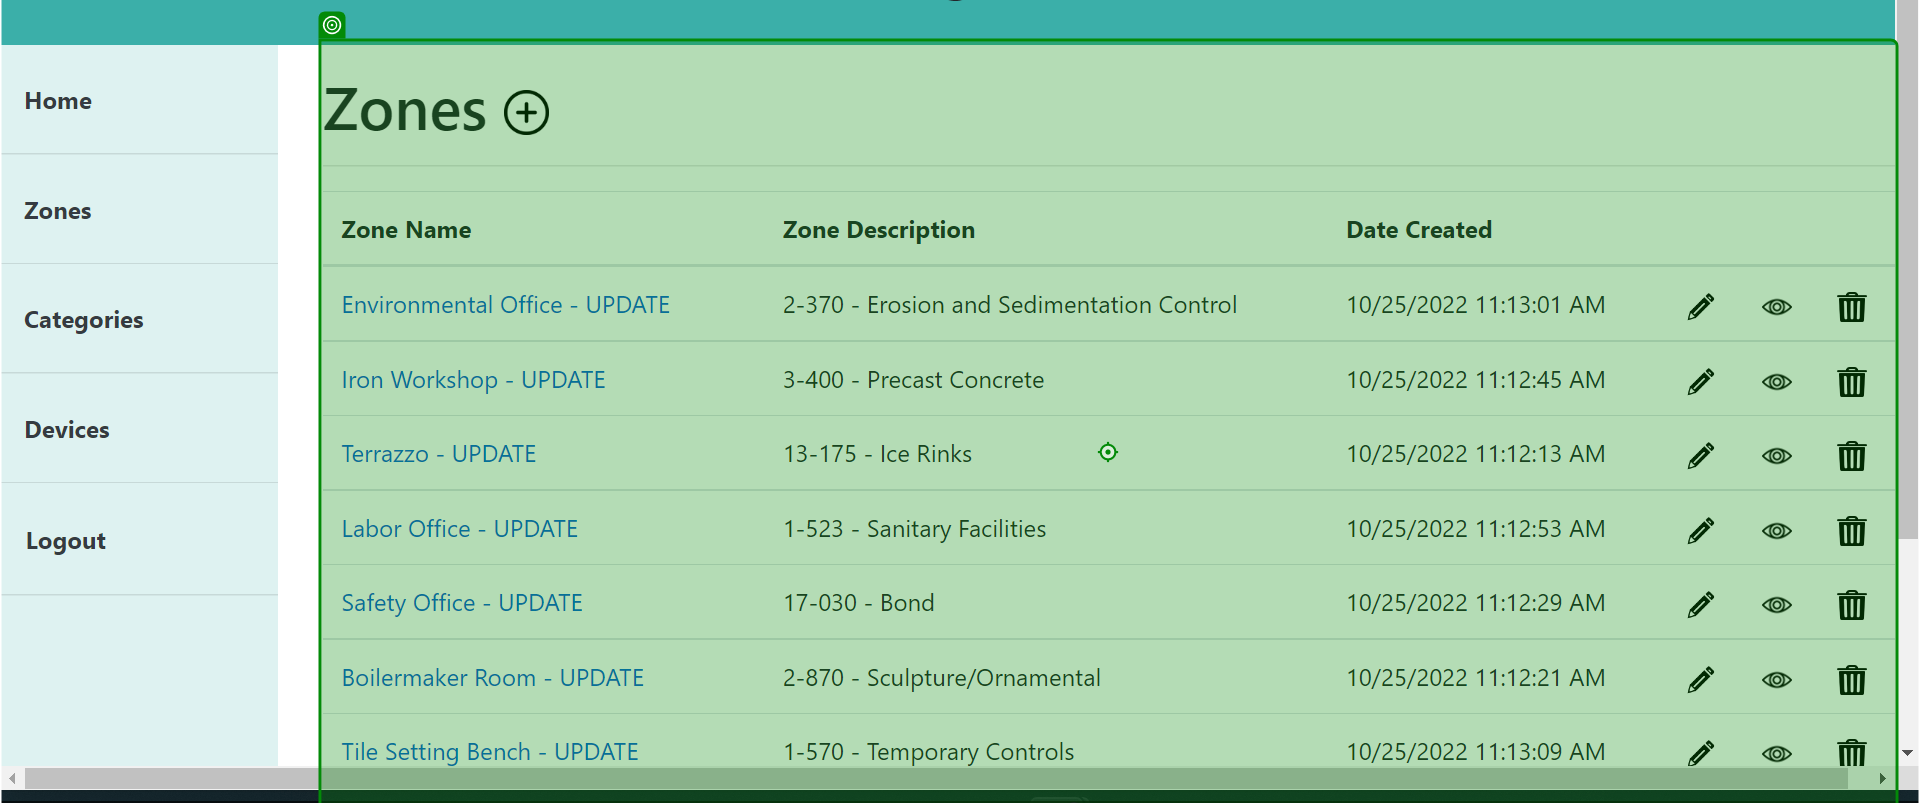 Home
Zones
Categories
Devices
Logout
Zones
Zone Name Zone Description Date Created
Environmental Office - UPDATE 2-370 - Erosion and Sedimentation Control 10/25/2022 11:13:01 AM
Iron Workshop - UPDATE 3-400 - Precast Concrete 10/25/2022 11:12:45 AM
Terrazzo - UPDATE 13-175 - Ice Rinks 10/25/2022 11:12:13 AM
Labor Office - UPDATE 1-523 - Sanitary Facilities 10/25/2022 11:12:53 AM
Safety Office - UPDATE 17-030 - Bond 10/25/2022 11:12:29 AM
Boilermaker Room - UPDATE 2-870 - Sculpture/Ornamental 10/25/2022 11:12:21 AM
Tile Setting Bench - UPDATE 1-570 - Temporary Controls 10/25/2022 11:13:09 AM